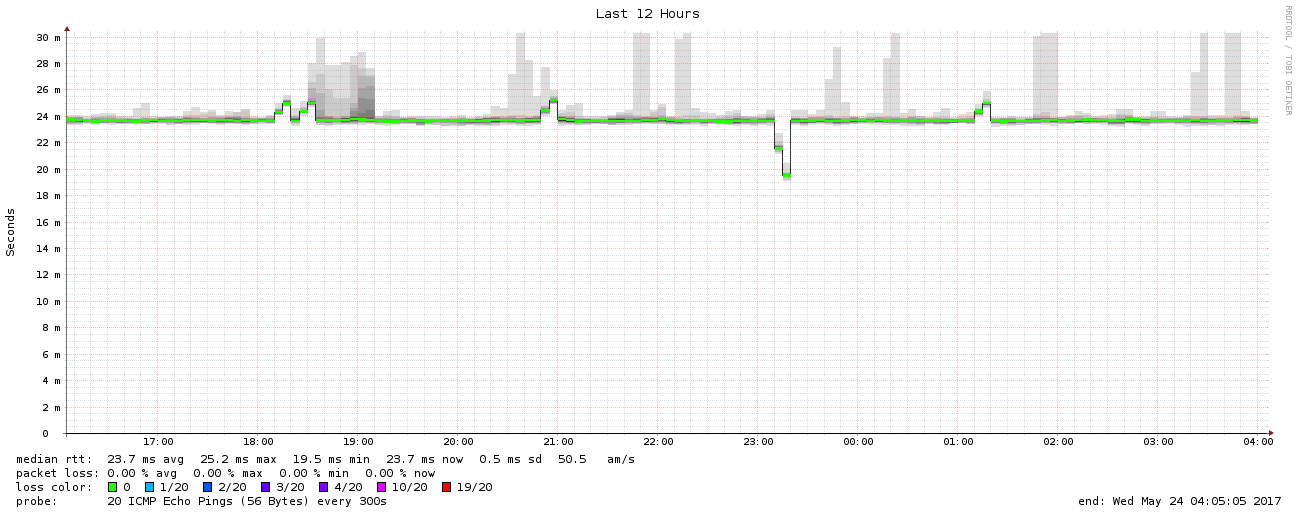 Last 12 Hours
RRDTOOL / TOBI OETIKER
Seconds
30 m
28 m
26 m
24 m
22 m
20 m
18 m
16 m
14 m
12 m
10 m
8 m
6 m
4 m
2 m
0
17:00 18:00 19:00 20:00 21:00 22:00 23:00 00:00 01:00 02:00 03:00 04:00
median rtt: 23.7 ms avg 25.2 ms max 19.5 ms min 23.7 ms now 0.5 ms sd 50.5 am/s
packet loss: 0.00 % avg 0.00 % max 0.00 % min 0.00 % now
loss color: 0 1/20 2/20 3/20 4/20 10/20 19/20
probe: 20 ICMP Echo Pings (56 Bytes) every 300s end: Wed May 24 04:05:05 2017